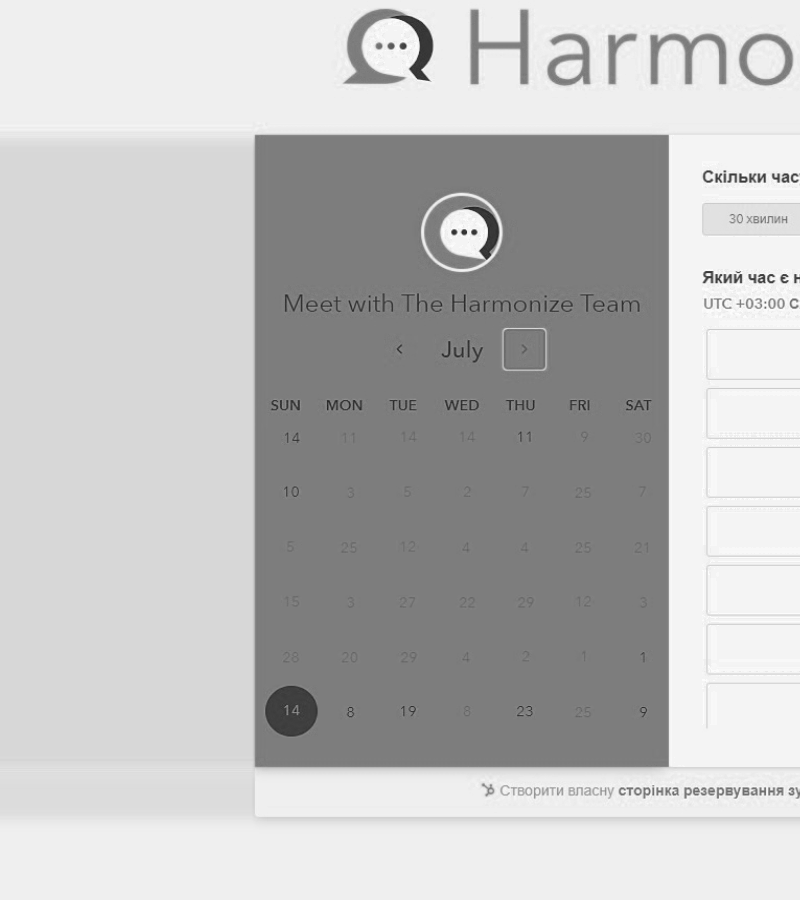 Harmo
Meet with The Harmonize Team
July
SUN MON TUE WED THU FRI SAT
14 11 14 14 11 9 30
10 3 5 2 7 25 7
5 25 12 4 4 25 21
15 3 27 22 29 12 3
28 20 29 4 2 1 1
14 8 19 8 23 25 9
Скільки час
30 хвилин
Який час є н
UTC +03:00 С
Створити власну сторінка резервування зу